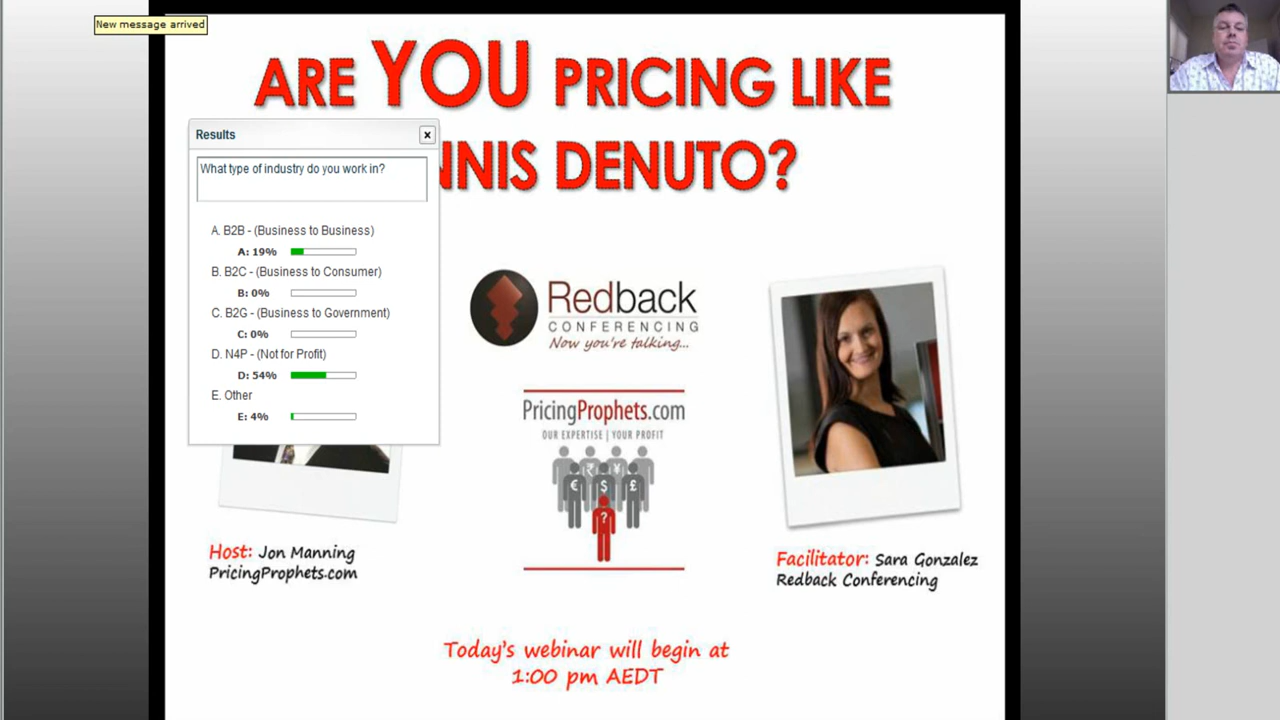 New message arrived
ARE YOU PRICING LIKE
NNIS DENUTO?
Results
What type of industry do you work in?
A. B2B - (Business to Business)
A: 19%
B. B2C - (Business to Consumer)
B: 0%
C. B2G - (Business to Government)
C: 0%
D. N4P - (Not for Profit)
D: 54%
E. Other
E: 4%
Redback
CONFERENCING
Now you're talking...
PricingProphets.com
OUR EXPERTISE | YOUR PROFIT
₹ ¥
€ $ £
?
Host: Jon Manning
PricingProphets.com
Facilitator: Sara Gonzalez
Redback Conferencing
Today's webinar will begin at
1:00 pm AEDT